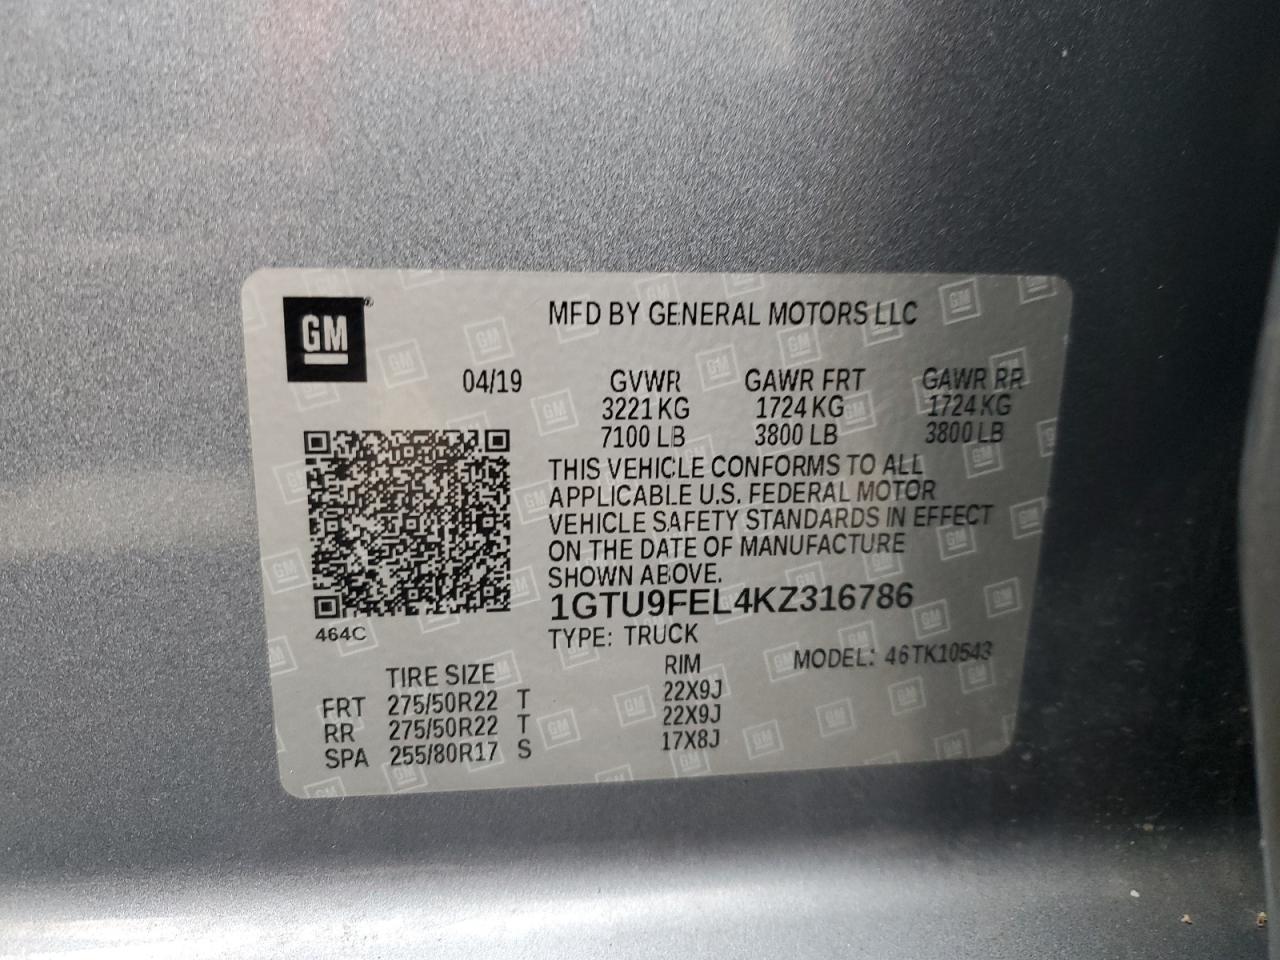 GM
MFD BY GENERAL MOTORS LLC
04/19 GVWR GAWR FRT GAWR RR
3221 KG 1724 KG 1724 KG
7100 LB 3800 LB 3800 LB
THIS VEHICLE CONFORMS TO ALL
APPLICABLE U.S. FEDERAL MOTOR
VEHICLE SAFETY STANDARDS IN EFFECT
ON THE DATE OF MANUFACTURE
SHOWN ABOVE.
1GTU9FEL4KZ316786
464C
TYPE: TRUCK
MODEL: 46TK10543
TIRE SIZE RIM
FRT 275/50R22 T 22X9J
RR 275/50R22 T 22X9J
SPA 255/80R17 S 17X8J